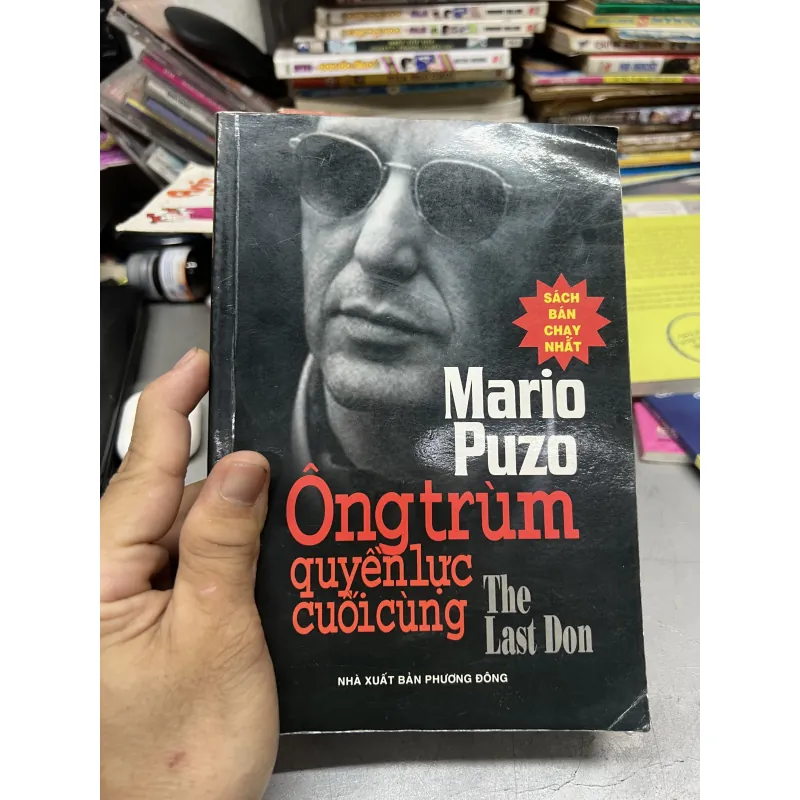 SÁCH
BÁN
CHẠY
NHẤT
Mario
Puzo
Ông trùm
quyền lực
cuối cùng
The
Last Don
NHÀ XUẤT BẢN PHƯƠNG ĐÔNG